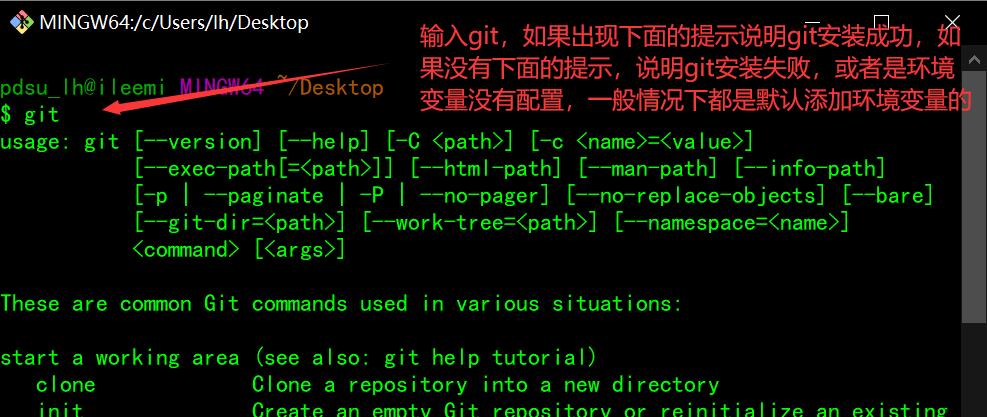 MINGW64:/c/Users/lh/Desktop
输入git，如果出现下面的提示说明git安装成功，如
果没有下面的提示，说明git安装失败，或者是环境
变量没有配置，一般情况下都是默认添加环境变量的
pdsu_lh@ileemi MINGW64 ~/Desktop
$ git
usage: git [--version] [--help] [-C <path>] [-c <name>=<value>]
[--exec-path[=<path>]] [--html-path] [--man-path] [--info-path]
[-p | --paginate | -P | --no-pager] [--no-replace-objects] [--bare]
[--git-dir=<path>] [--work-tree=<path>] [--namespace=<name>]
<command> [<args>]
These are common Git commands used in various situations:
start a working area (see also: git help tutorial)
clone Clone a repository into a new directory
init Create an empty Git repository or reinitialize an existing